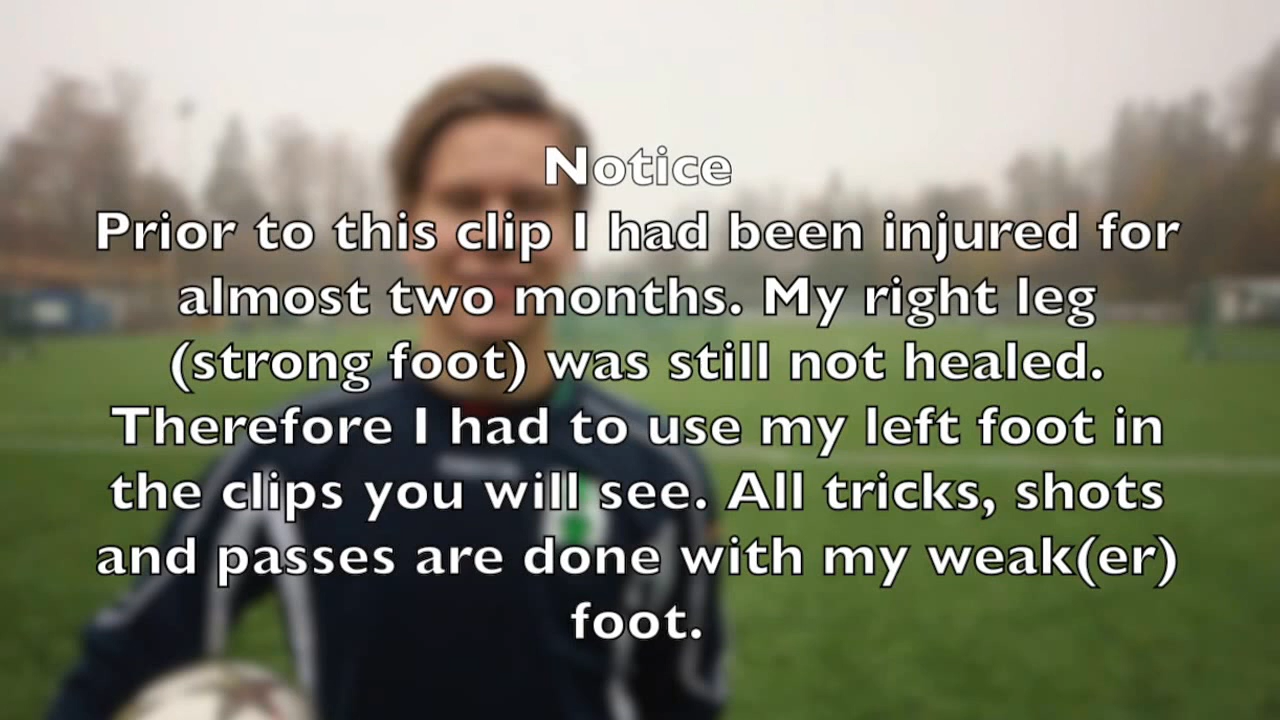 Notice
Prior to this clip I had been injured for
almost two months. My right leg
(strong foot) was still not healed.
Therefore I had to use my left foot in
the clips you will see. All tricks, shots
and passes are done with my weak(er)
foot.